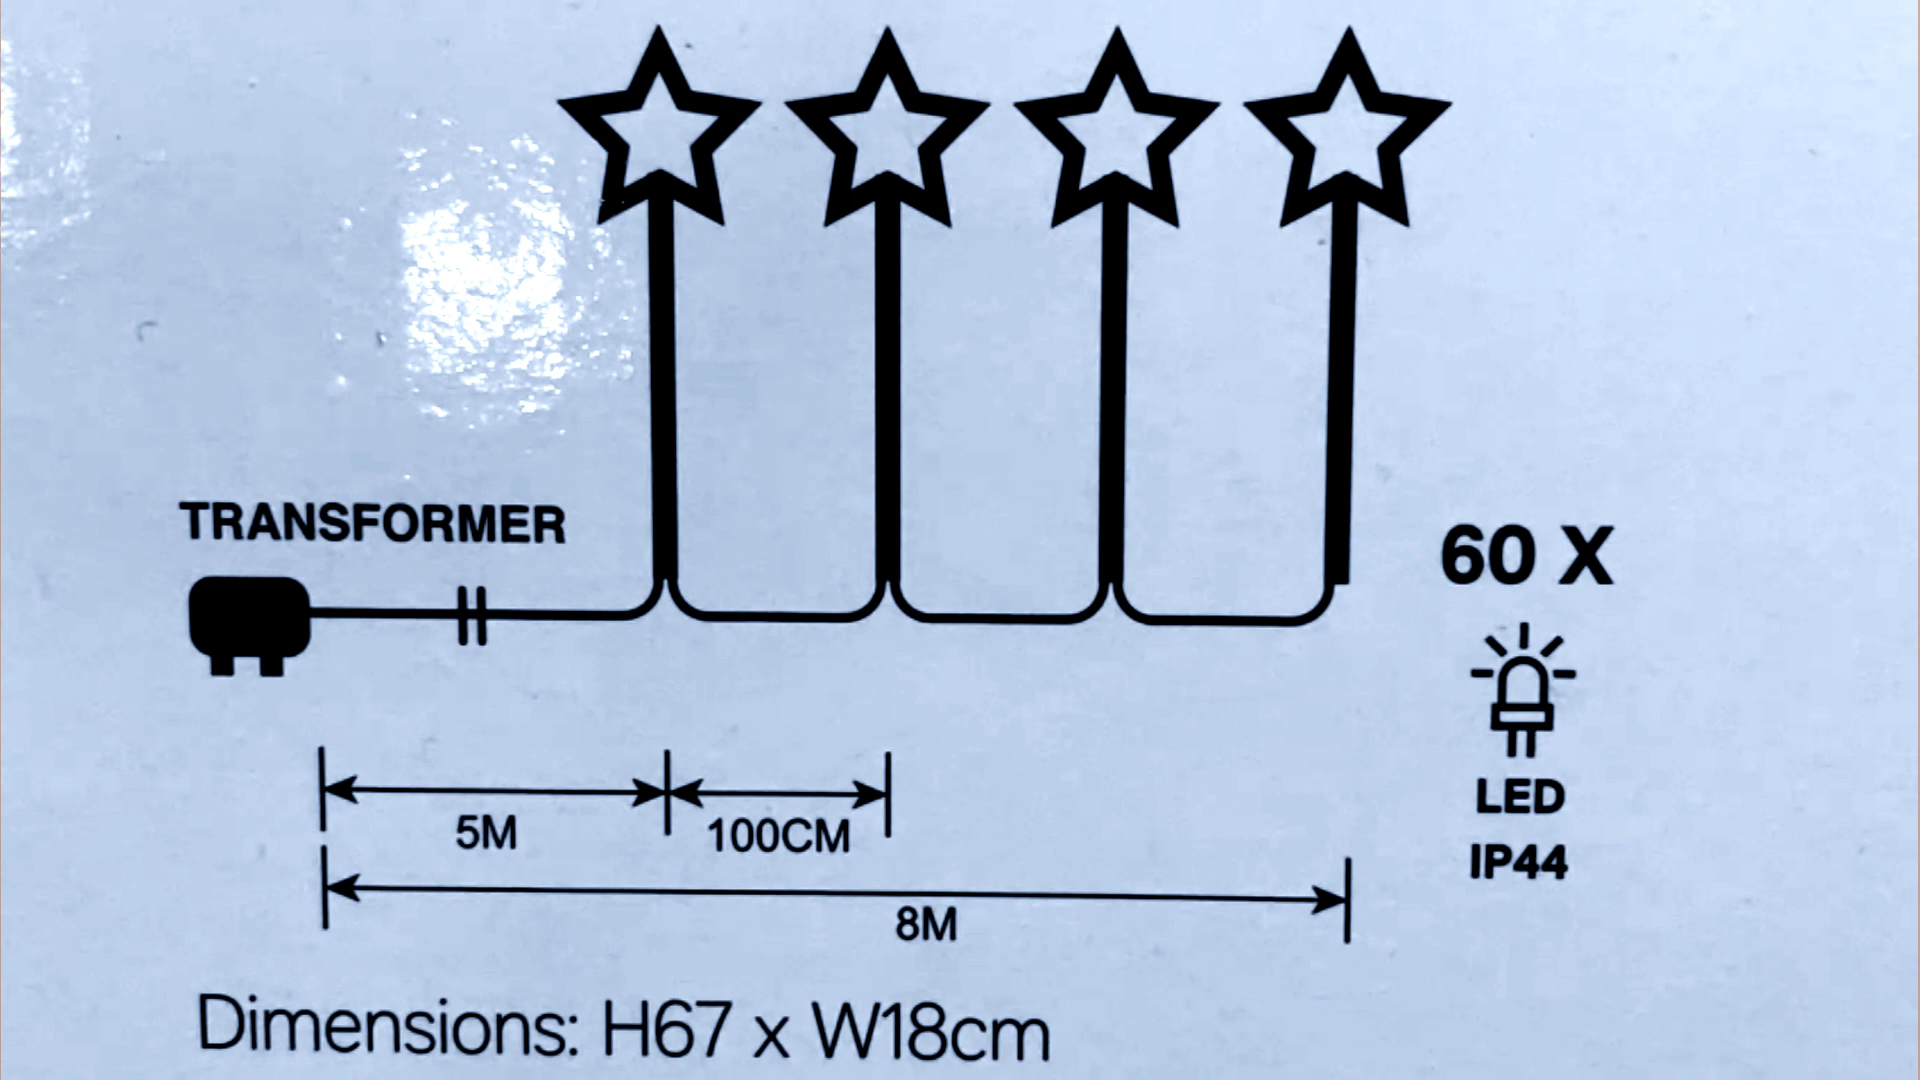 TRANSFORMER
60 X
LED
IP44
5M
100CM
8M
Dimensions: H67 x W18cm